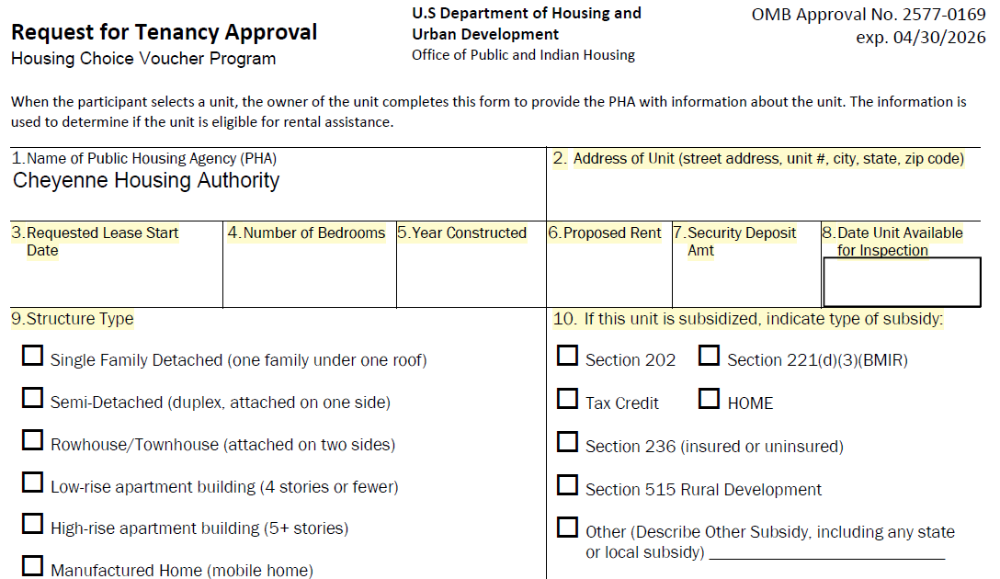 Request for Tenancy Approval
Housing Choice Voucher Program
U.S Department of Housing and
Urban Development
Office of Public and Indian Housing
OMB Approval No. 2577-0169
exp. 04/30/2026
When the participant selects a unit, the owner of the unit completes this form to provide the PHA with information about the unit. The information is
used to determine if the unit is eligible for rental assistance.
1.Name of Public Housing Agency (PHA)
Cheyenne Housing Authority
2. Address of Unit (street address, unit #, city, state, zip code)
3.Requested Lease Start
Date
4.Number of Bedrooms
5.Year Constructed
6.Proposed Rent
7.Security Deposit
Amt
8.Date Unit Available
for Inspection
9.Structure Type
Single Family Detached (one family under one roof)
Semi-Detached (duplex, attached on one side)
Rowhouse/Townhouse (attached on two sides)
Low-rise apartment building (4 stories or fewer)
High-rise apartment building (5+ stories)
Manufactured Home (mobile home)
10. If this unit is subsidized, indicate type of subsidy:
Section 202
Section 221(d)(3)(BMIR)
Tax Credit
HOME
Section 236 (insured or uninsured)
Section 515 Rural Development
Other (Describe Other Subsidy, including any state
or local subsidy) ____________________________